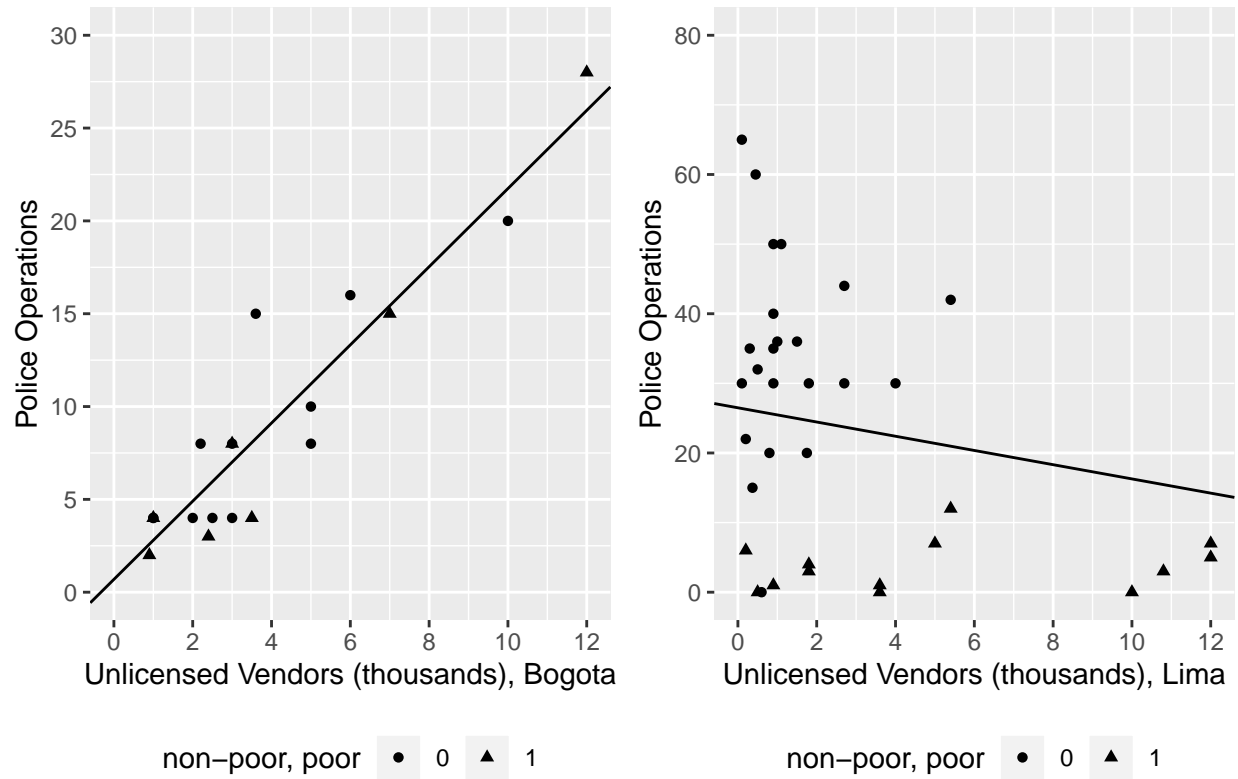 30
25
20
15
10
5
0
Police Operations
0 2 4 6 8 10 12
Unlicensed Vendors (thousands), Bogota
non−poor, poor 0 1
80
60
40
20
0
Police Operations
0 2 4 6 8 10 12
Unlicensed Vendors (thousands), Lima
non−poor, poor 0 1